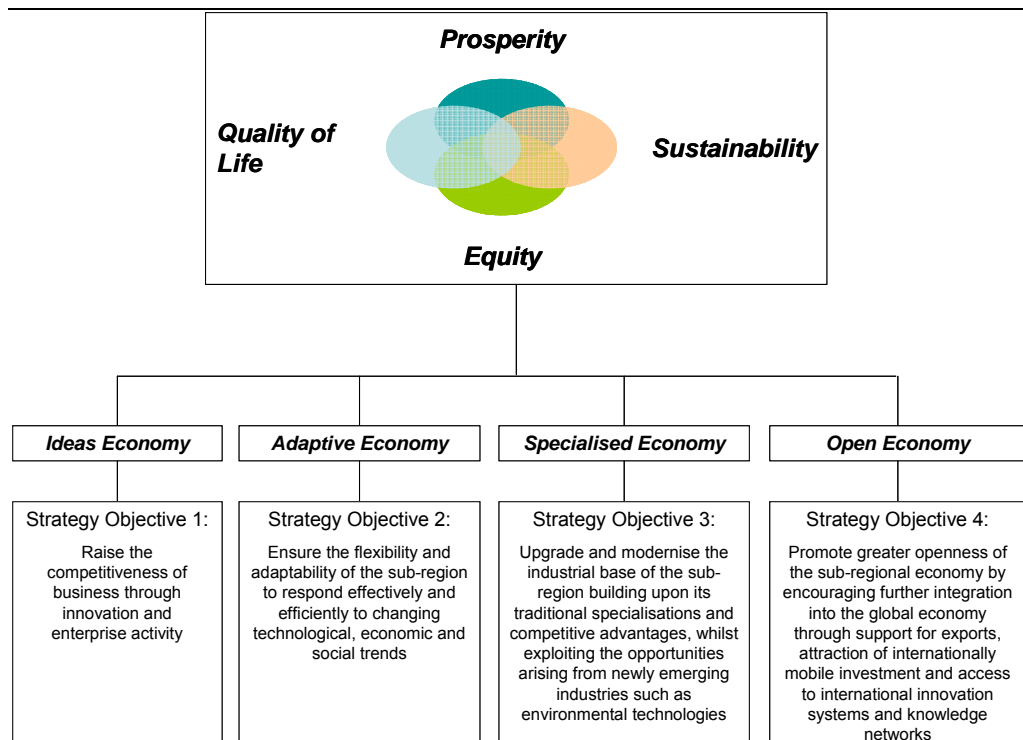 Prosperity
Quality of
Life
Sustainability
Equity
Ideas Economy
Adaptive Economy
Specialised Economy
Open Economy
Strategy Objective 1:
Raise the
competitiveness of
business through
innovation and
enterprise activity
Strategy Objective 2:
Ensure the flexibility and
adaptability of the sub-region
to respond effectively and
efficiently to changing
technological, economic and
social trends
Strategy Objective 3:
Upgrade and modernise the
industrial base of the sub-
region building upon its
traditional specialisations and
competitive advantages, whilst
exploiting the opportunities
arising from newly emerging
industries such as
environmental technologies
Strategy Objective 4:
Promote greater openness of
the sub-regional economy by
encouraging further integration
into the global economy
through support for exports,
attraction of internationally
mobile investment and access
to international innovation
systems and knowledge
networks